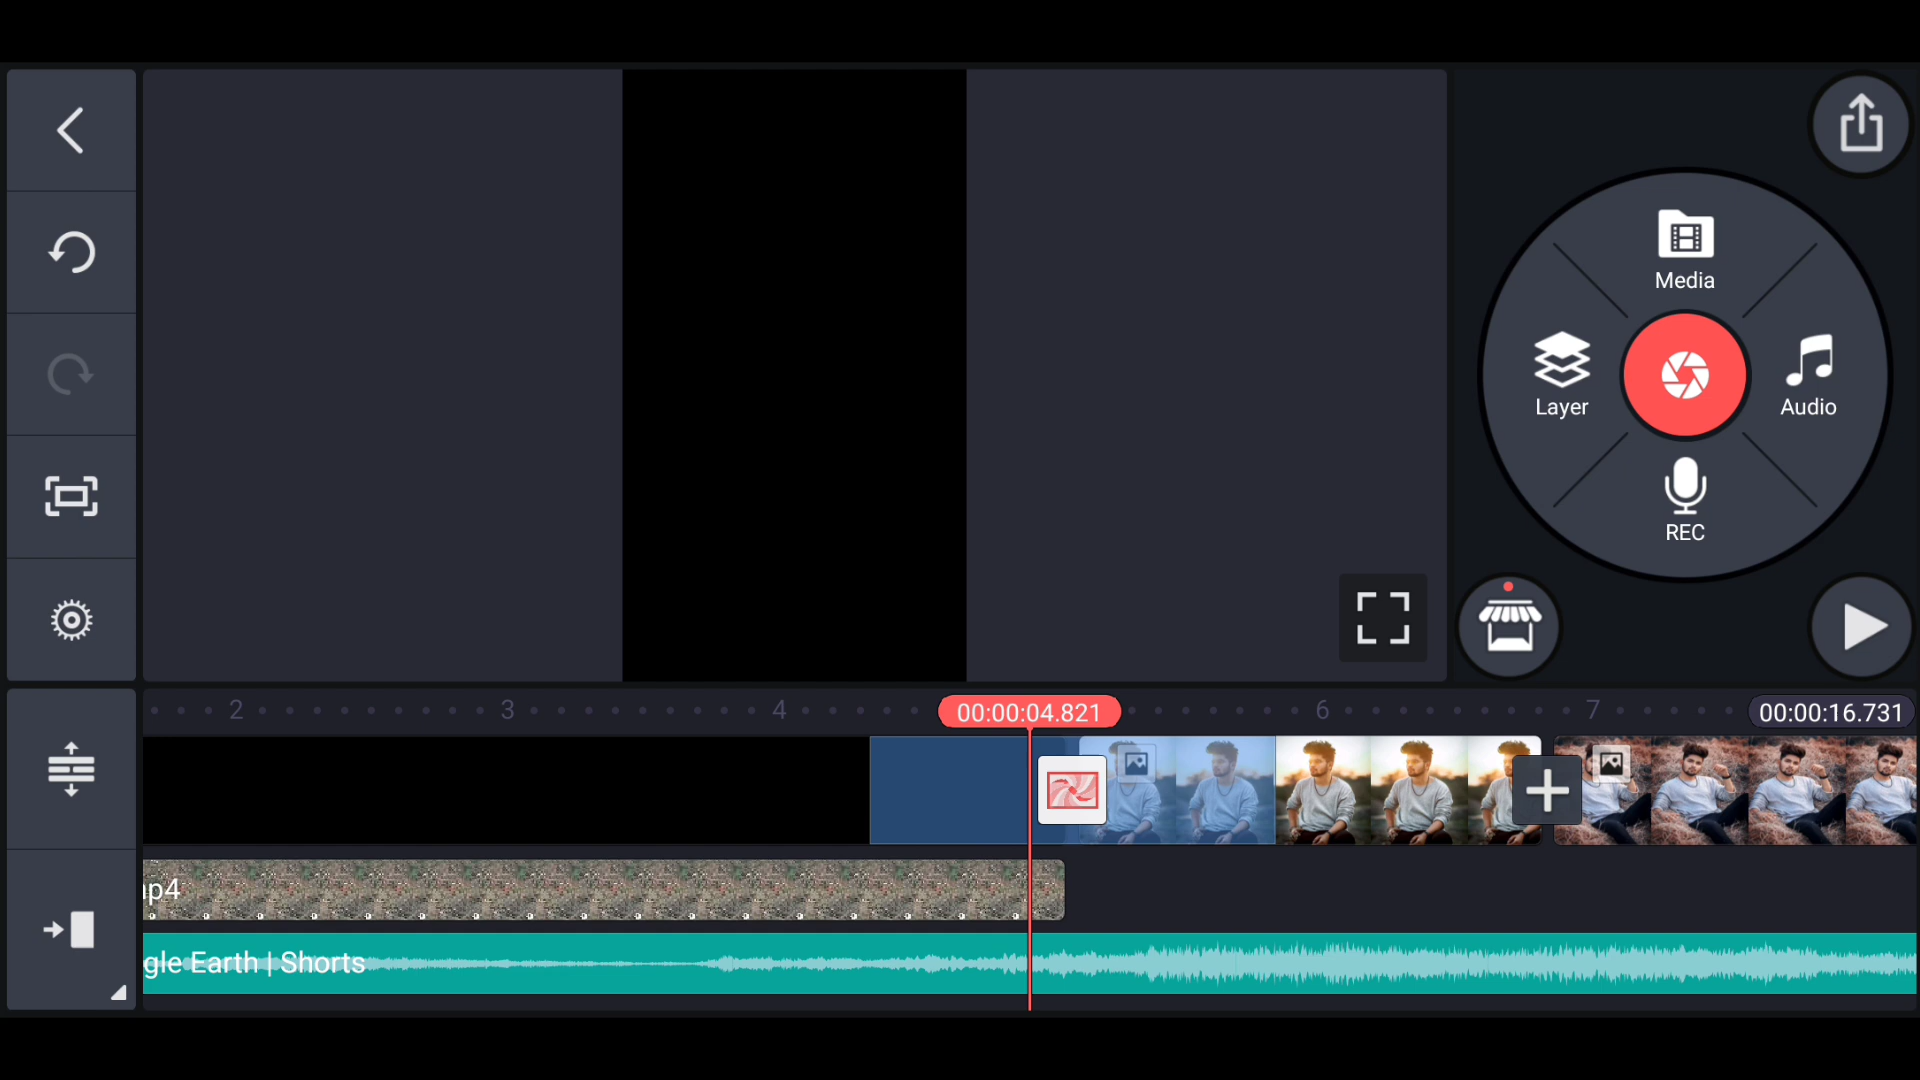 Media
Layer
Audio
REC
2
3
4
00:00:04.821
6
7
00:00:16.731
gle Earth | Shorts